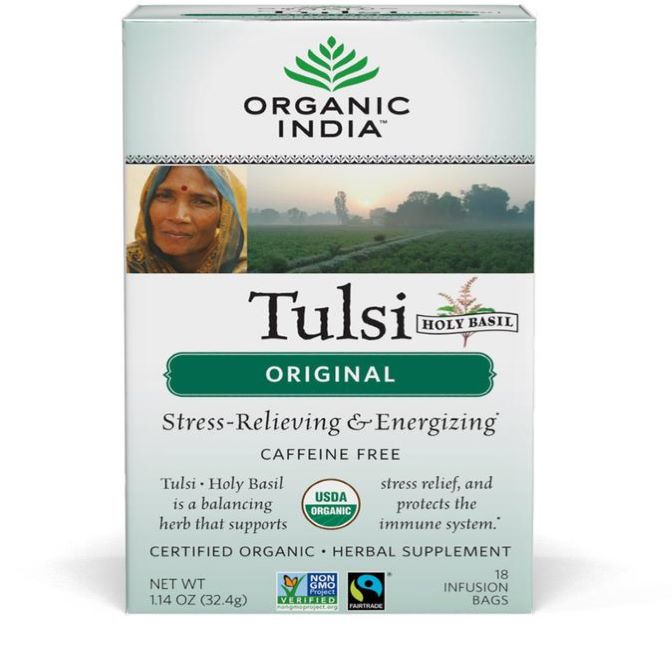 ORGANIC
INDIA™
Tulsi
HOLY BASIL
ORIGINAL
Stress-Relieving & Energizing*
CAFFEINE FREE
Tulsi • Holy Basil
is a balancing
herb that supports
USDA
ORGANIC
stress relief, and
protects the
immune system.*
CERTIFIED ORGANIC • HERBAL SUPPLEMENT
NET WT
1.14 OZ (32.4g)
NON
GMO
Project
VERIFIED
nongmoproject.org
FAIRTRADE
®
18
INFUSION
BAGS